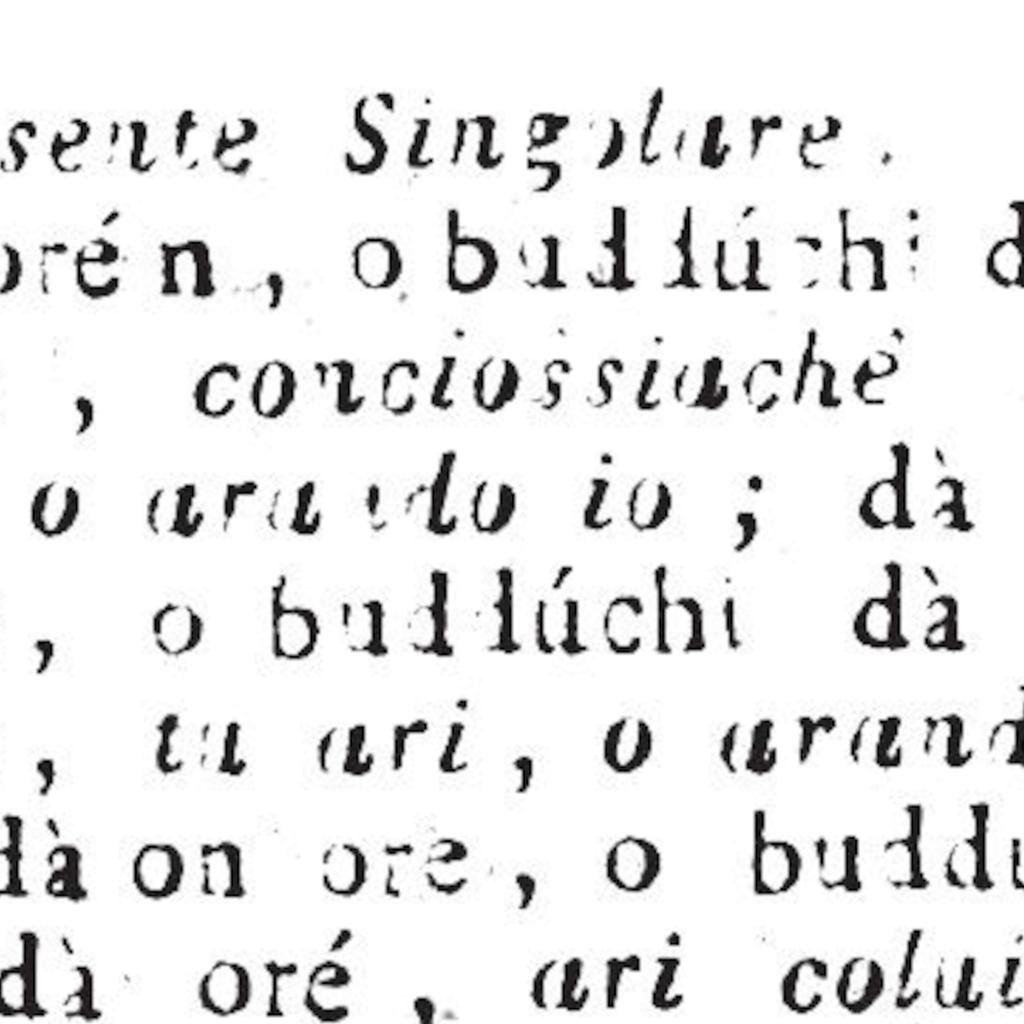 sente Singolare.
orén, o buddúchi d
, conciossiachè
o arando io; dà
, o buddúchi dà
, tu ari, o arand
dà on ore, o buddu
dà oré, ari colui